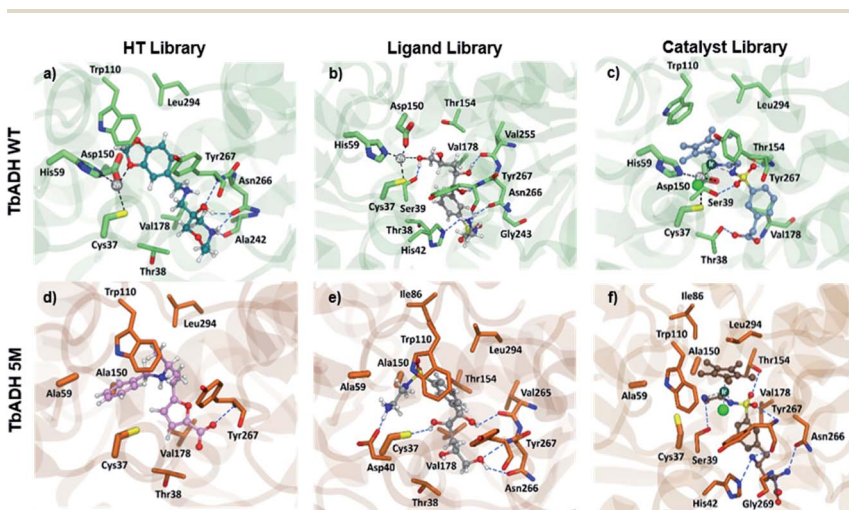 HT Library
Ligand Library
Catalyst Library
TbADH WT
a)
Trp110
Leu294
His59
Asp150
Tyr267
Asn266
Cys37
Val178
Ala242
Thr38
b)
Asp150
Thr154
His59
Val178
Val255
Tyr267
Asn266
Cys37
Ser39
Thr38
His42
Gly243
c)
Trp110
Leu294
His59
Thr154
Asp150
Tyr267
Ser39
Cys37
Val178
Thr38
TbADH 5M
d)
Trp110
Leu294
Ala150
Ala59
Cys37
Val178
Tyr267
Thr38
e)
Ile86
Trp110
Leu294
Ala150
Thr154
Ala59
Val265
Cys37
Tyr267
Asp40
Val178
Asn266
Thr38
f)
Ile86
Leu294
Trp110
Ala150
Thr154
Ala59
Val178
Tyr267
Cys37
Ser39
Asn266
His42
Gly269